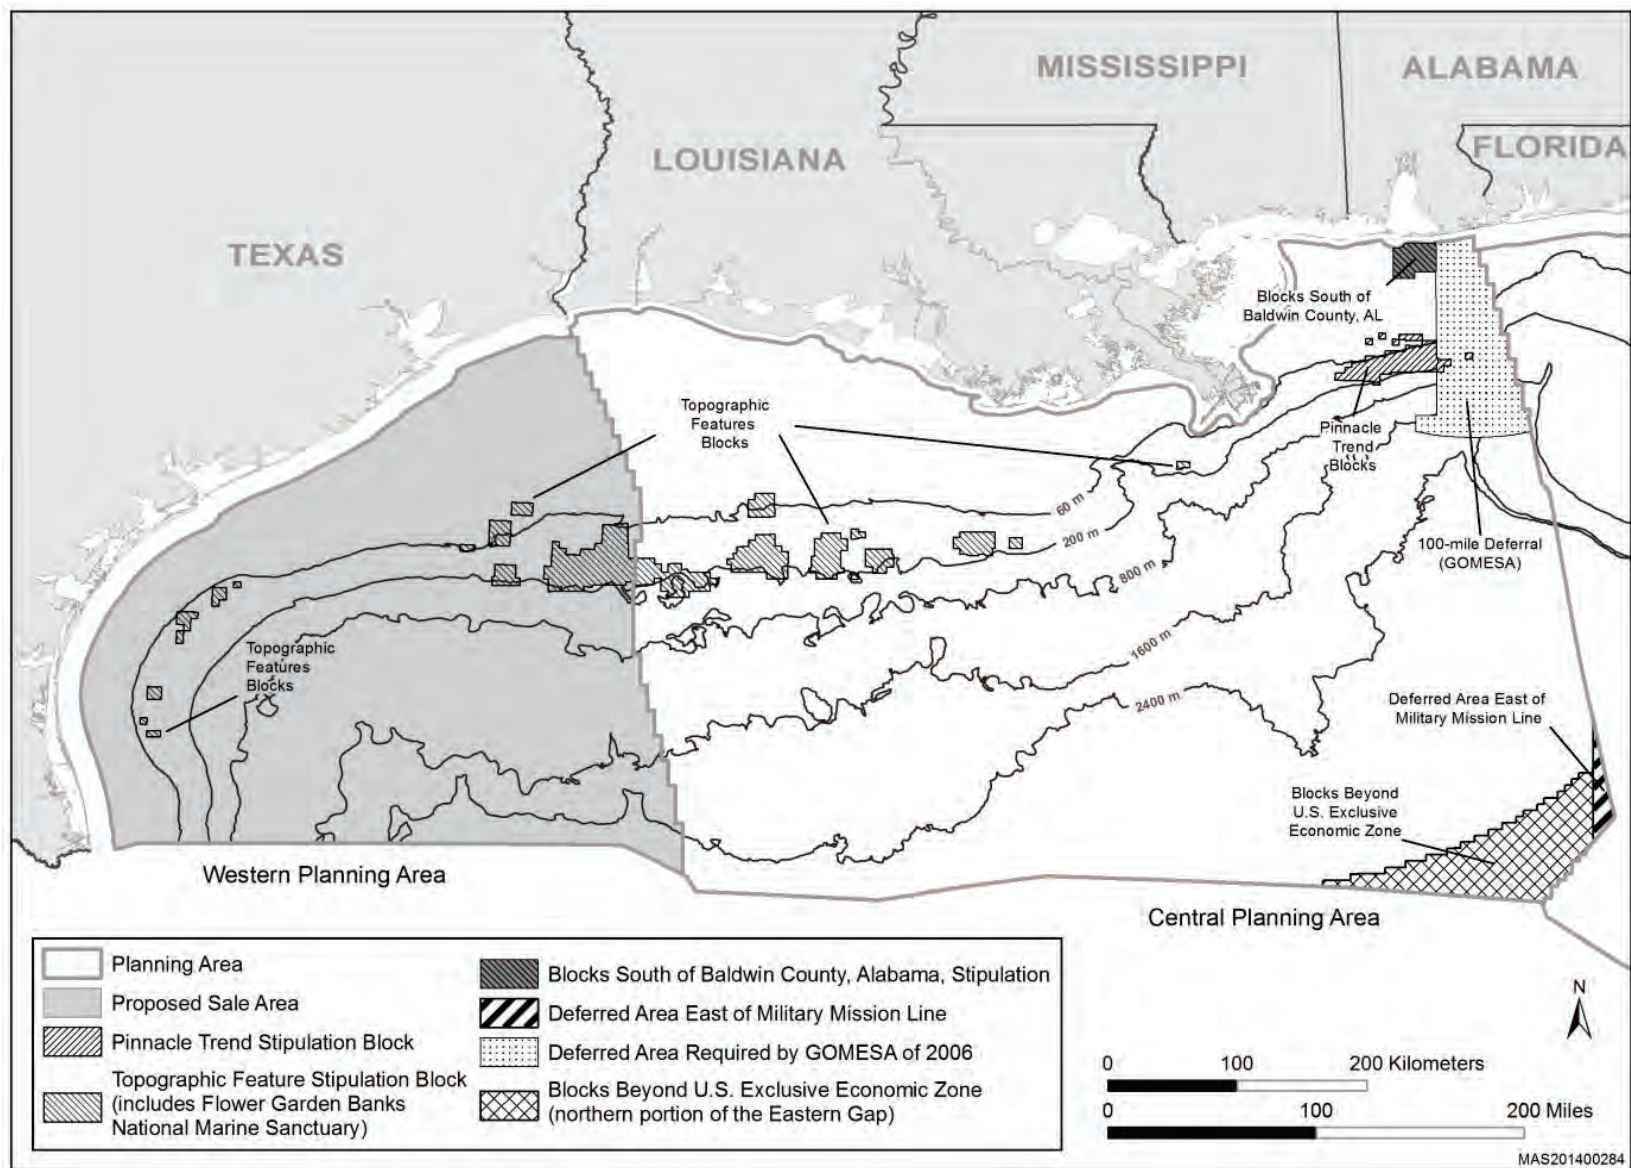 MISSISSIPPI
ALABAMA
FLORIDA
LOUISIANA
TEXAS
Blocks South of
Baldwin County, AL
Topographic
Features
Blocks
Pinnacle
Trend
Blocks
60 m
200 m
800 m
1600 m
2400 m
100-mile Deferral
(GOMESA)
Topographic
Features
Blocks
Deferred Area East of
Military Mission Line
Blocks Beyond
U.S. Exclusive
Economic Zone
Western Planning Area
Central Planning Area
Planning Area
Proposed Sale Area
Pinnacle Trend Stipulation Block
Topographic Feature Stipulation Block
(includes Flower Garden Banks
National Marine Sanctuary)
Blocks South of Baldwin County, Alabama, Stipulation
Deferred Area East of Military Mission Line
Deferred Area Required by GOMESA of 2006
Blocks Beyond U.S. Exclusive Economic Zone
(northern portion of the Eastern Gap)
N
0 100 200 Kilometers
0 100 200 Miles
MAS201400284